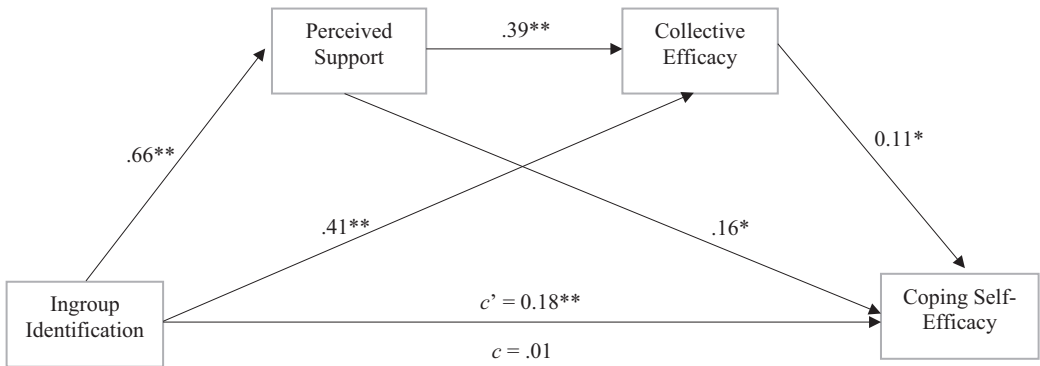 Perceived
Support
.39**
Collective
Efficacy
.66**
0.11*
.41**
.16*
Ingroup
Identification
c’ = 0.18**
c = .01
Coping Self-
Efficacy